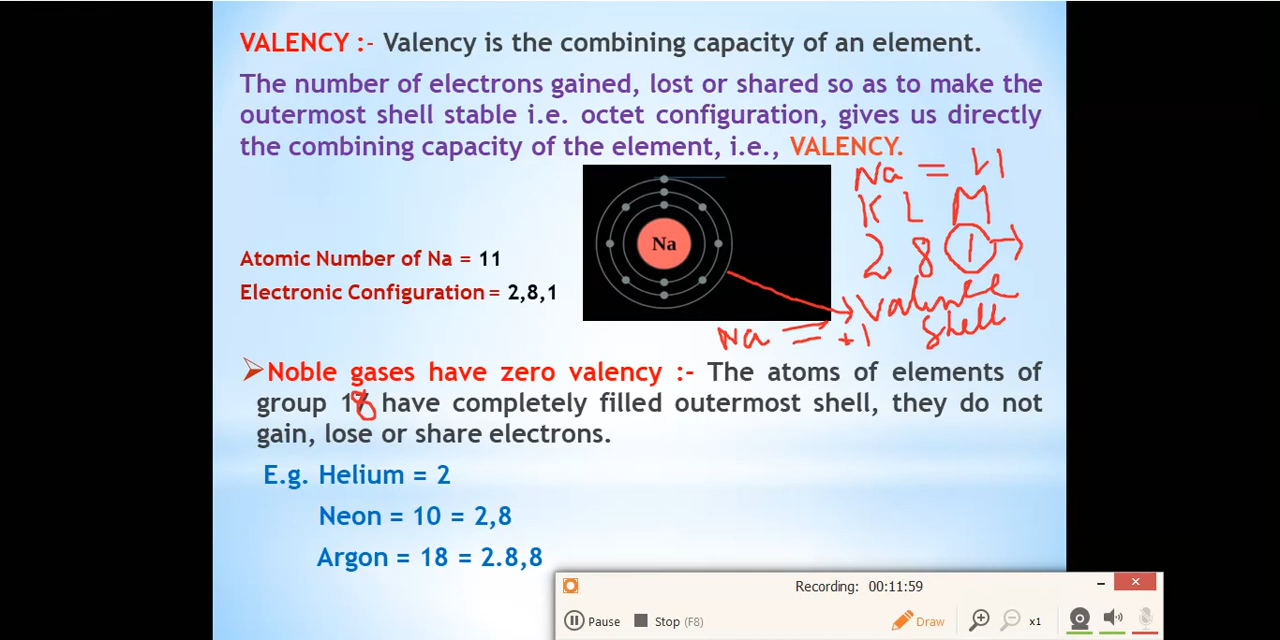 VALENCY :- Valency is the combining capacity of an element.
The number of electrons gained, lost or shared so as to make the
outermost shell stable i.e. octet configuration, gives us directly
the combining capacity of the element, i.e., VALENCY.
Na = 11
K L M
2 8 1
Na
Valence
shell
Na = +1
Atomic Number of Na = 11
Electronic Configuration = 2,8,1
Noble gases have zero valency :- The atoms of elements of
group 18 have completely filled outermost shell, they do not
gain, lose or share electrons.
E.g. Helium = 2
Neon = 10 = 2,8
Argon = 18 = 2.8,8
Recording: 00:11:59
Pause Stop (F8) Draw x1